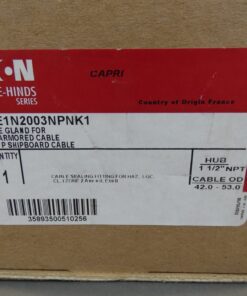 CAPRI
E-HINDS
SERIES
Country of Origin
E1N2003NPNK1
E GLAND FOR
ARMORED CABLE
P SHIPBOARD CABLE
NTITY
1
CABLE SEALING FITTING FOR HAZ. LOC.
HUB
1 1/2" NPT
CABLE OD
42.0 - 53.0
35893500510256